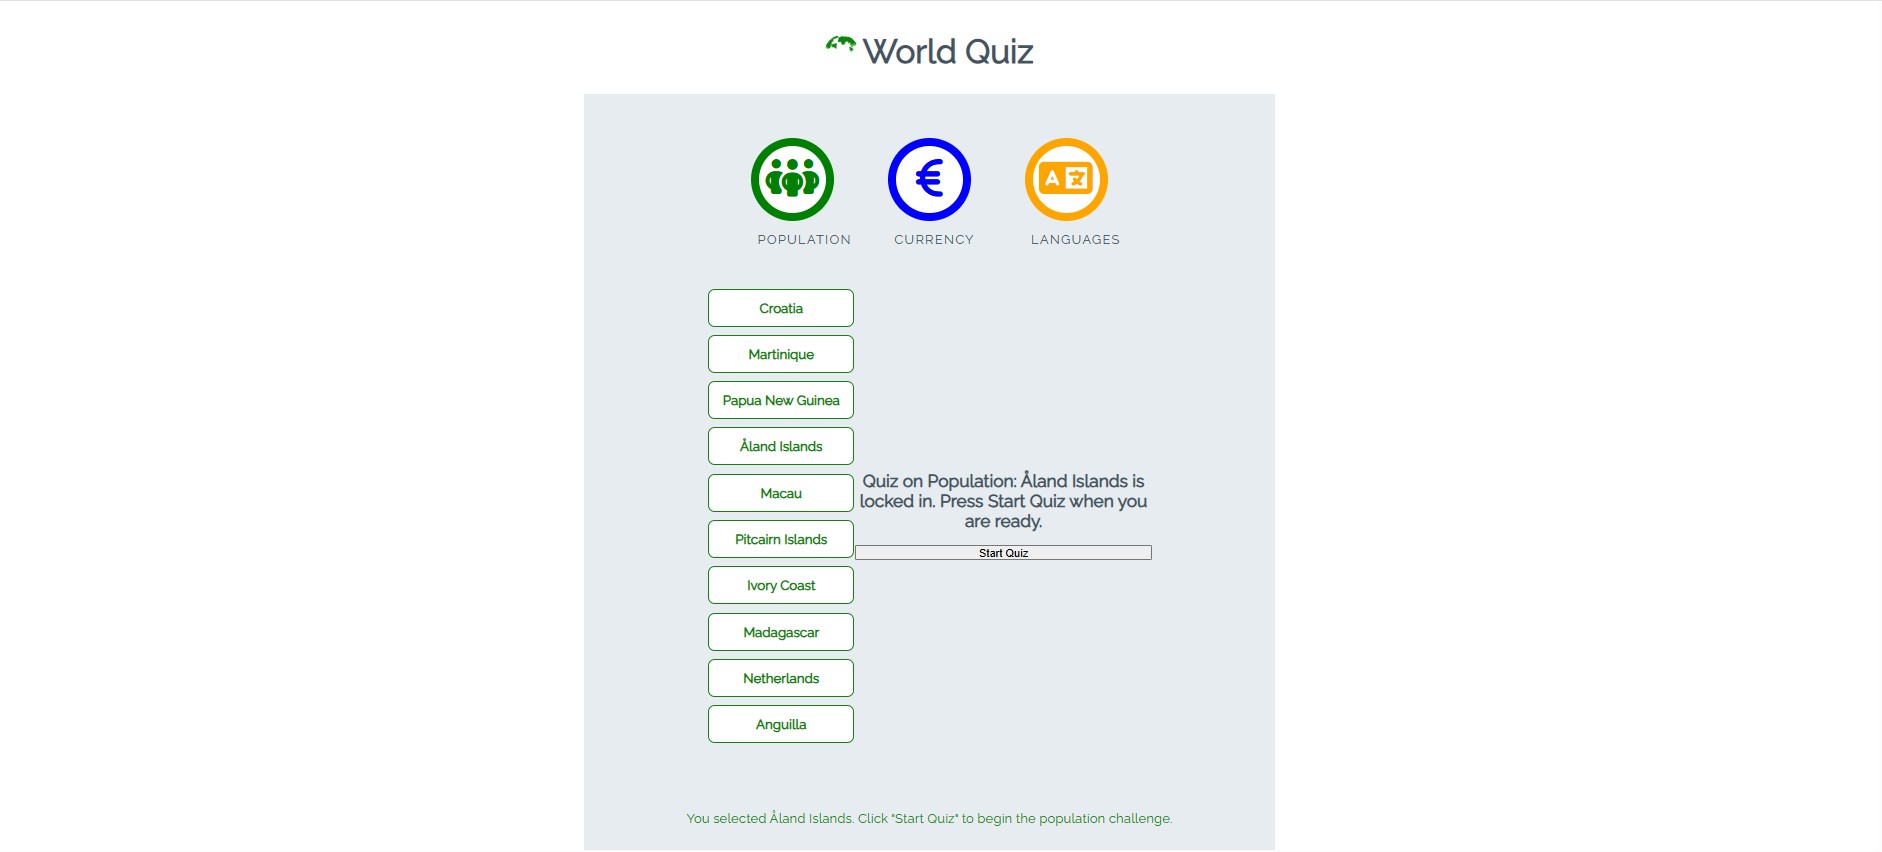 World Quiz
POPULATION
CURRENCY
LANGUAGES
Croatia
Martinique
Papua New Guinea
Åland Islands
Macau
Pitcairn Islands
Ivory Coast
Madagascar
Netherlands
Anguilla
Quiz on Population: Åland Islands is
locked in. Press Start Quiz when you
are ready.
Start Quiz
You selected Åland Islands. Click "Start Quiz" to begin the population challenge.